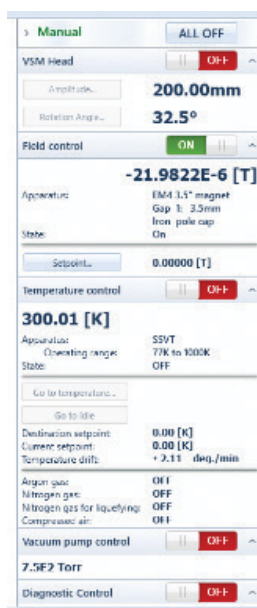 › Manual ALL OFF
VSM Head OFF
Amplitude... 200.00mm
Rotation Angle... 32.5º
Field control ON
-21.9822E-6 [T]
Apparatus: EM4 3.5" magnet
Gap 1: 3.5mm
Iron pole cap
State: On
Setpoint... 0.00000 [T]
Temperature control OFF
300.01 [K]
Apparatus: SSVT
Operating range: 77K to 1000K
State: OFF
Go to temperature...
Go to Idle
Destination setpoint: 0.00 [K]
Current setpoint: 0.00 [K]
Temperature drift: + 2.11 deg./min
Argon gas: OFF
Nitrogen gas: OFF
Nitrogen gas for liquefying: OFF
Compressed air: OFF
Vacuum pump control OFF
7.5E2 Torr
Diagnostic Control OFF